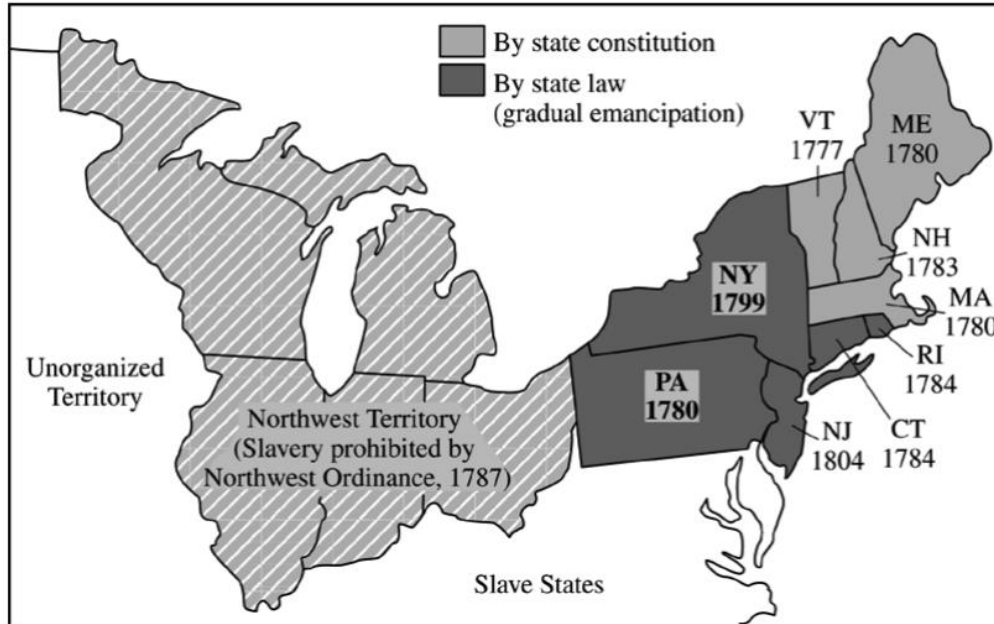 By state constitution
By state law
(gradual emancipation)
VT
1777
ME
1780
NH
1783
NY
1799
MA
1780
RI
1784
Unorganized
Territory
PA
1780
Northwest Territory
(Slavery prohibited by
Northwest Ordinance, 1787)
NJ
1804
CT
1784
Slave States